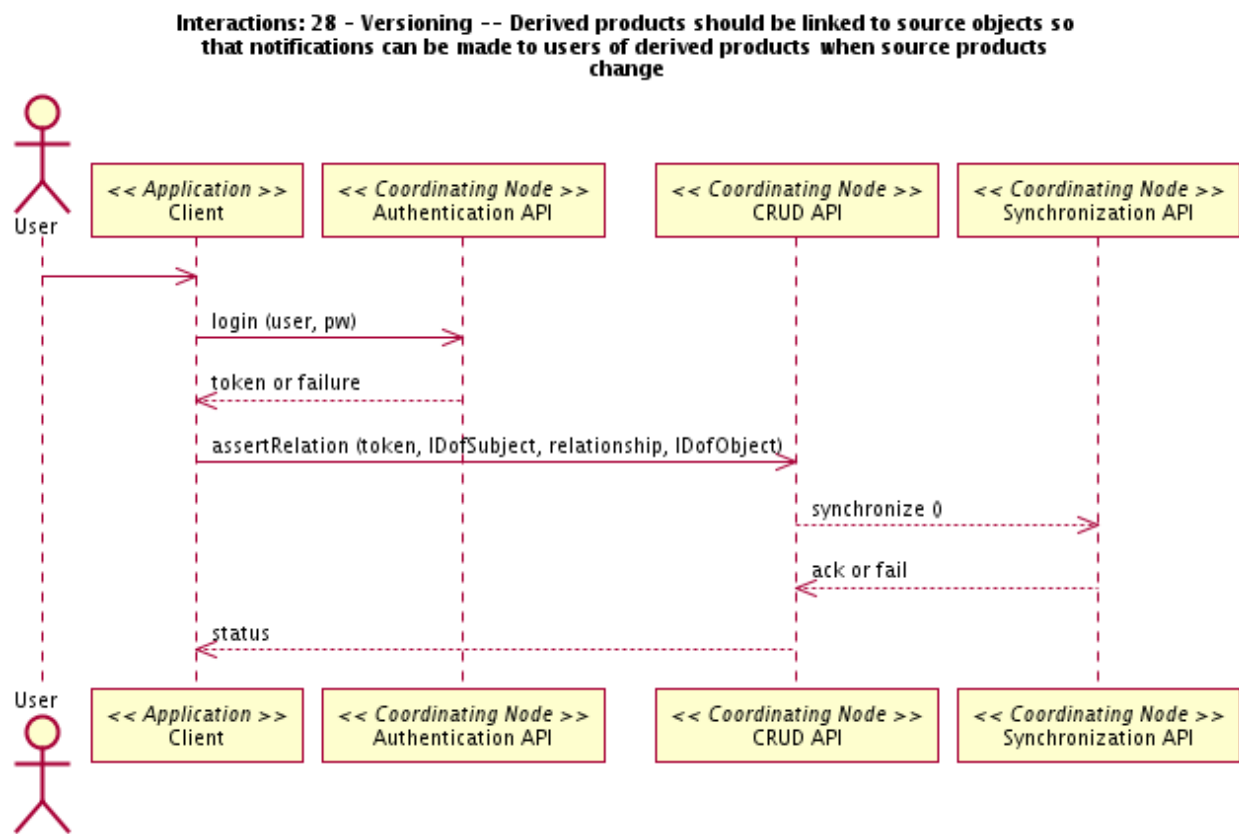 Interactions: 28 - Versioning -- Derived products should be linked to source objects so
that notifications can be made to users of derived products when source products
change
User
<< Application >>
Client
<< Coordinating Node >>
Authentication API
<< Coordinating Node >>
CRUD API
<< Coordinating Node >>
Synchronization API
login (user, pw)
token or failure
assertRelation (token, IDofSubject, relationship, IDofObject)
synchronize ()
ack or fail
status
User
<< Application >>
Client
<< Coordinating Node >>
Authentication API
<< Coordinating Node >>
CRUD API
<< Coordinating Node >>
Synchronization API